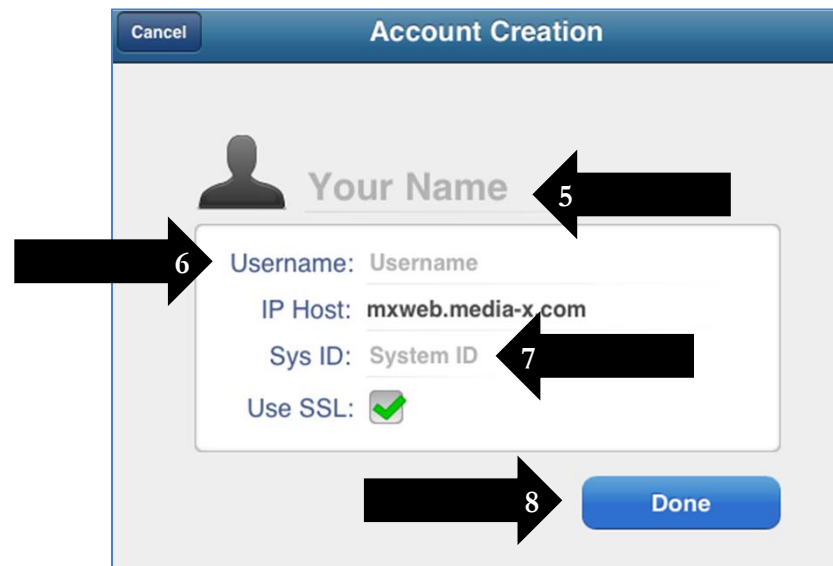 Cancel Account Creation
Your Name 5
6 Username: Username
IP Host: mxweb.media-x.com
Sys ID: System ID 7
Use SSL:
8 Done